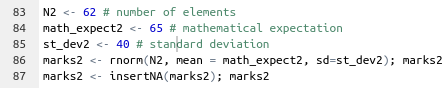 83 N2 <- 62 # number of elements
84 math_expect2 <- 65 # mathematical expectation
85 st_dev2 <- 40 # standard deviation
86 marks2 <- rnorm(N2, mean = math_expect2, sd=st_dev2); marks2
87 marks2 <- insertNA(marks2); marks2